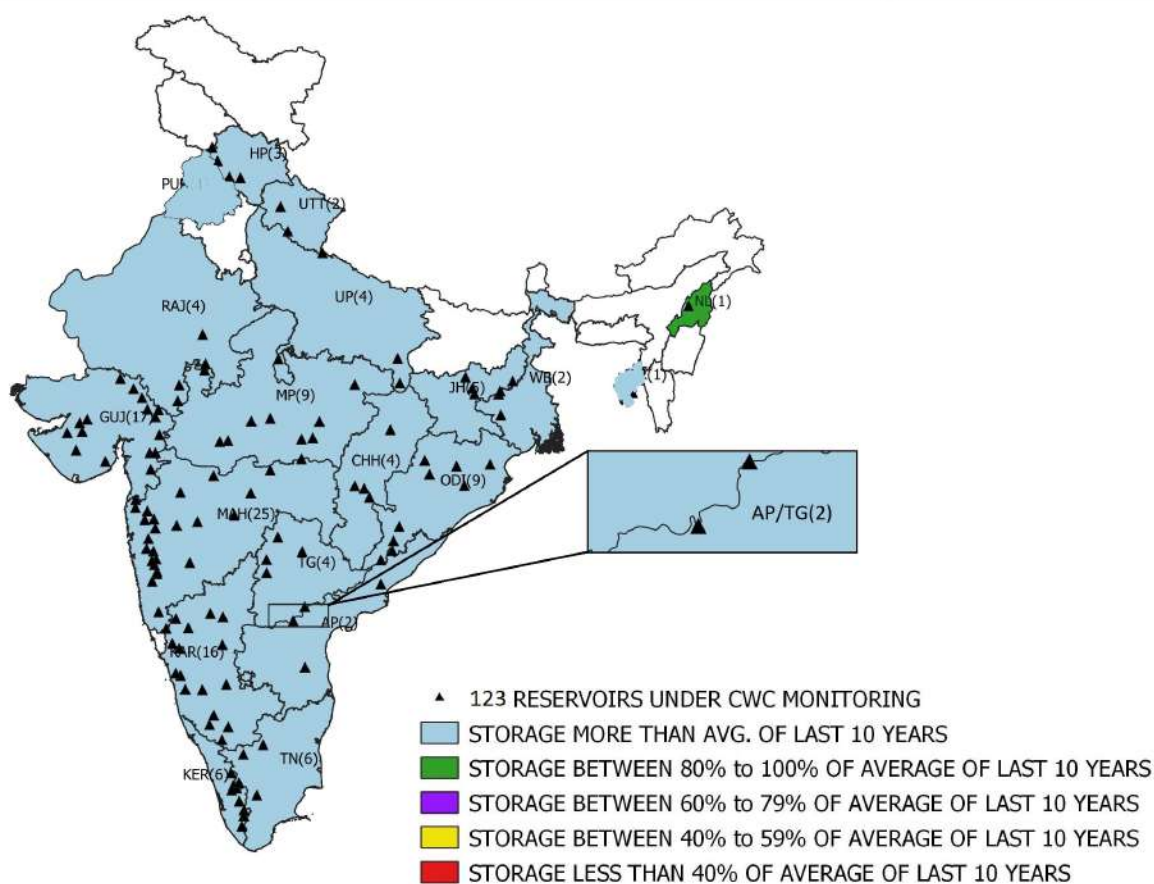 HP(3)
UTT(2)
RAJ(4)
UP(4)
NL(1)
GUJ(17)
MP(9)
JH(5)
WB(2)
(1)
CHH(4)
ODI(9)
MAH(25)
TG(4)
AP/TG(2)
AP(2)
KAR(16)
KER(6)
TN(6)
123 RESERVOIRS UNDER CWC MONITORING
STORAGE MORE THAN AVG. OF LAST 10 YEARS
STORAGE BETWEEN 80% to 100% OF AVERAGE OF LAST 10 YEARS
STORAGE BETWEEN 60% to 79% OF AVERAGE OF LAST 10 YEARS
STORAGE BETWEEN 40% to 59% OF AVERAGE OF LAST 10 YEARS
STORAGE LESS THAN 40% OF AVERAGE OF LAST 10 YEARS